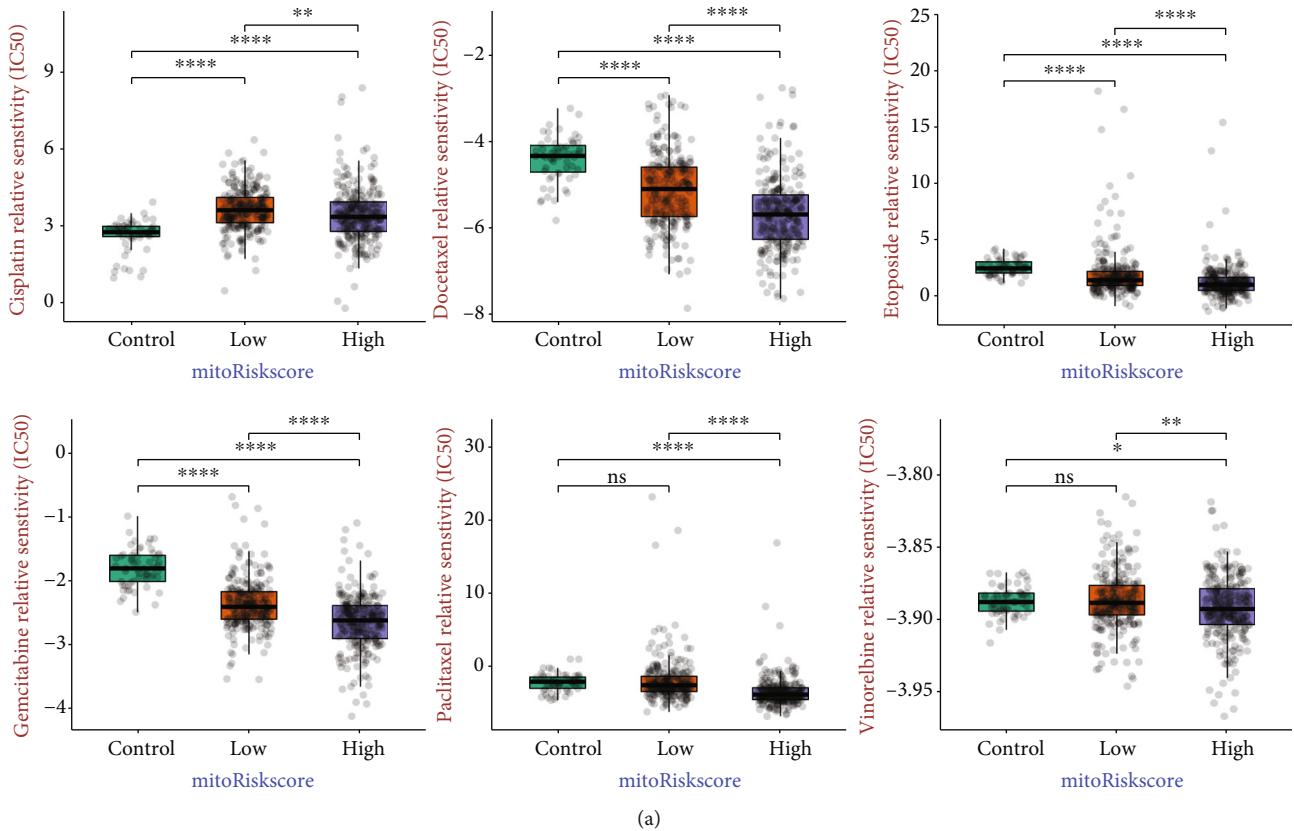 Cisplatin relative senstivity (IC50)
9
6
3
0
**
****
****
Control Low High
mitoRiskscore
Docetaxel relative senstivity (IC50)
−2
−4
−6
−8
****
****
****
Control Low High
mitoRiskscore
Etoposide relative senstivity (IC50)
25
20
15
10
5
0
****
****
****
Control Low High
mitoRiskscore
Gemcitabine relative senstivity (IC50)
0
−1
−2
−3
−4
****
****
****
Control Low High
mitoRiskscore
Paclitaxel relative senstivity (IC50)
30
20
10
0
****
****
ns
Control Low High
mitoRiskscore
Vinorelbine relative senstivity (IC50)
−3.80
−3.85
−3.90
−3.95
**
*
ns
Control Low High
mitoRiskscore
(a)